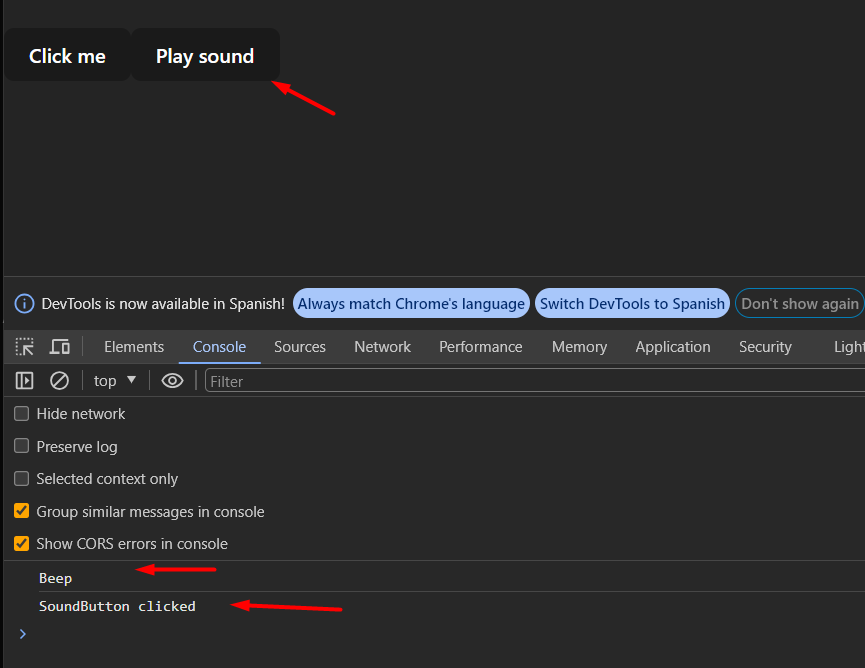 Click me Play sound
DevTools is now available in Spanish! Always match Chrome's language Switch DevTools to Spanish Don't show again
Elements Console Sources Network Performance Memory Application Security
top Filter
Hide network
Preserve log
Selected context only
Group similar messages in console
Show CORS errors in console
Beep
SoundButton clicked